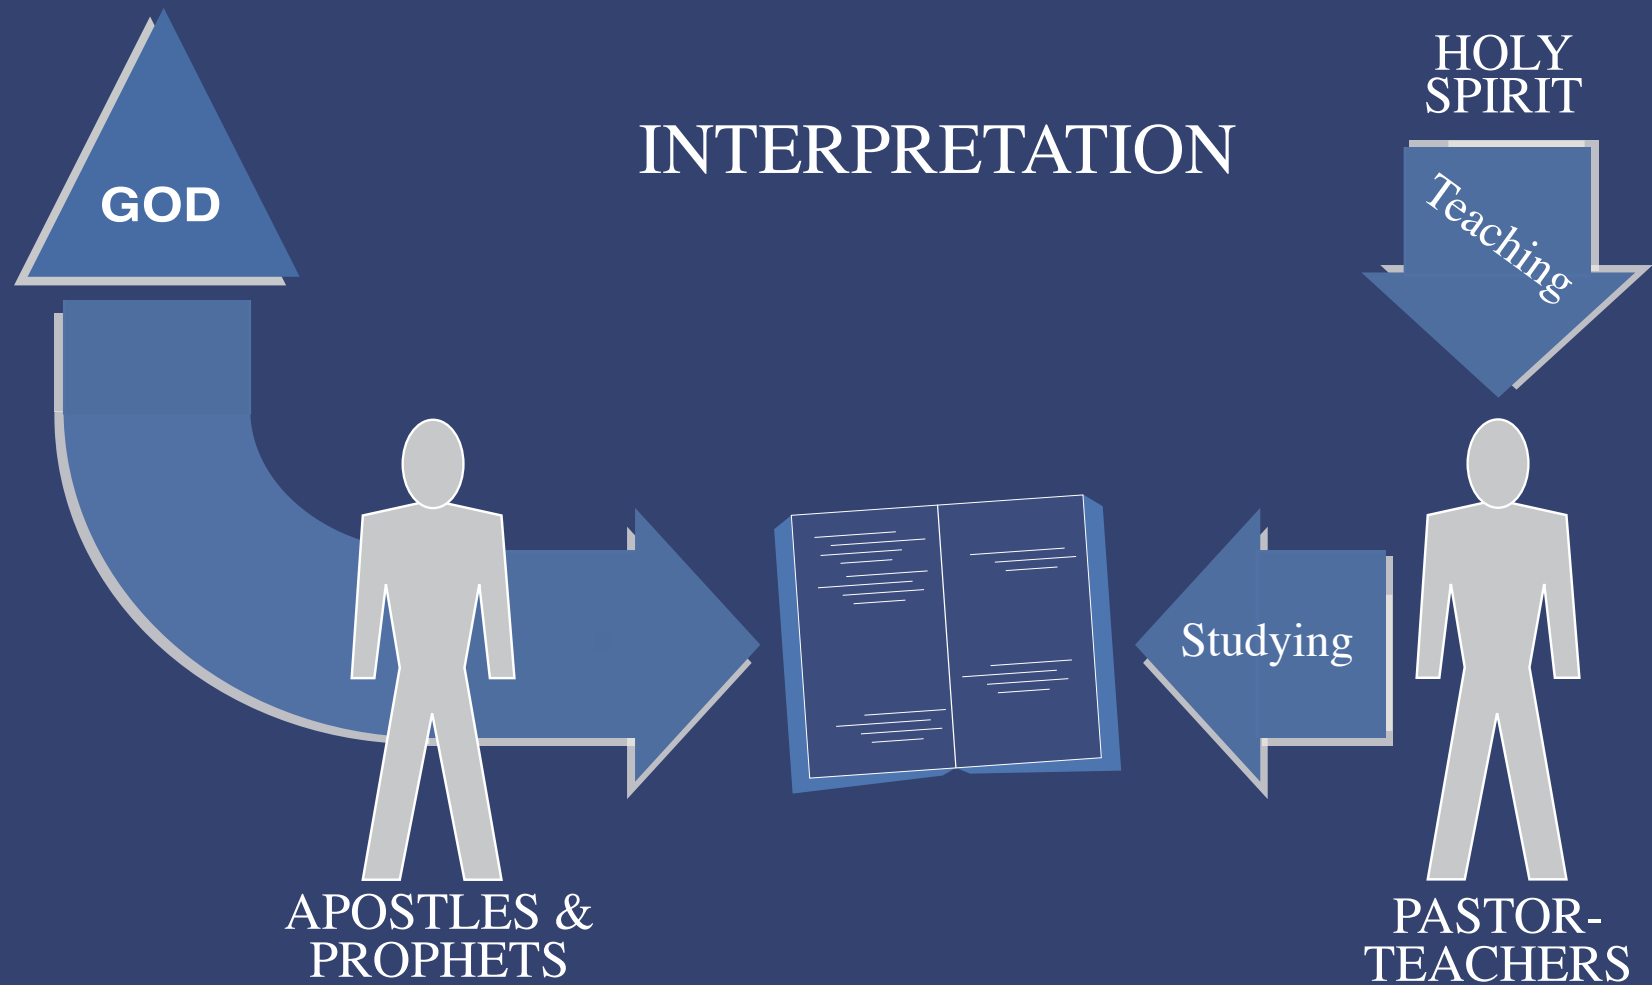 HOLY
SPIRIT
INTERPRETATION
GOD
Teaching
Studying
APOSTLES &
PROPHETS
PASTOR-
TEACHERS